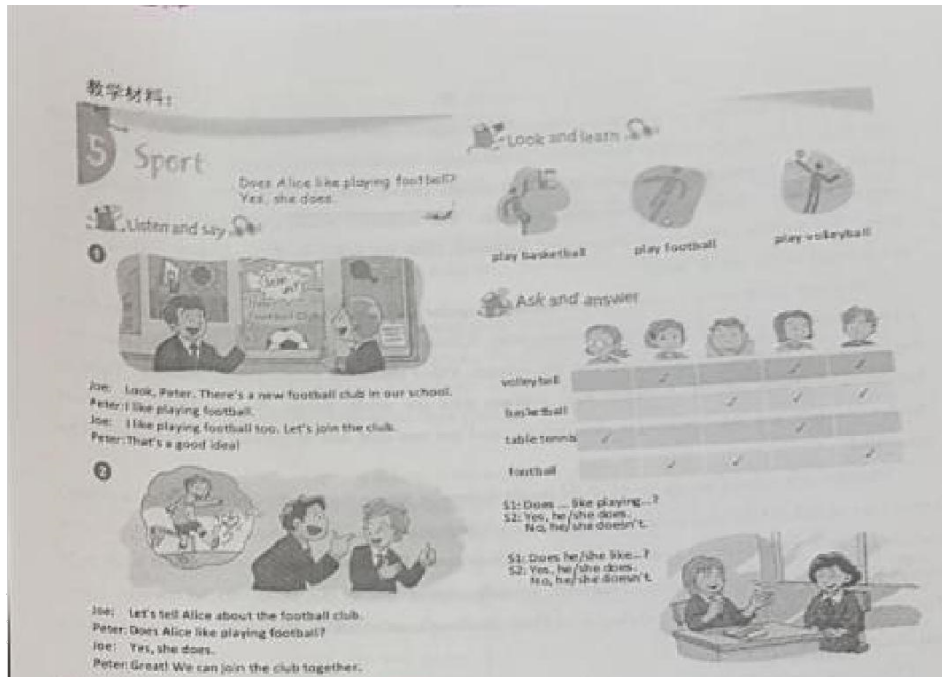 教学材料：
5 Sport
Does Alice like playing football?
Yes, she does.
Listen and say
1
Football Club
Joe: Look, Peter. There's a new football club in our school.
Peter: I like playing football.
Joe: I like playing football too. Let's join the club.
Peter: That's a good idea!
2
Joe: Let's tell Alice about the football club.
Peter: Does Alice like playing football?
Joe: Yes, she does.
Peter: Great! We can join the club together.
Look and learn
play basketball
play football
play volleyball
Ask and answer
volleyball
basketball
table tennis
football
S1: Does ... like playing...?
S2: Yes, he/she does.
No, he/she doesn't.
S1: Does he/she like...?
S2: Yes, he/she does.
No, he/she doesn't.